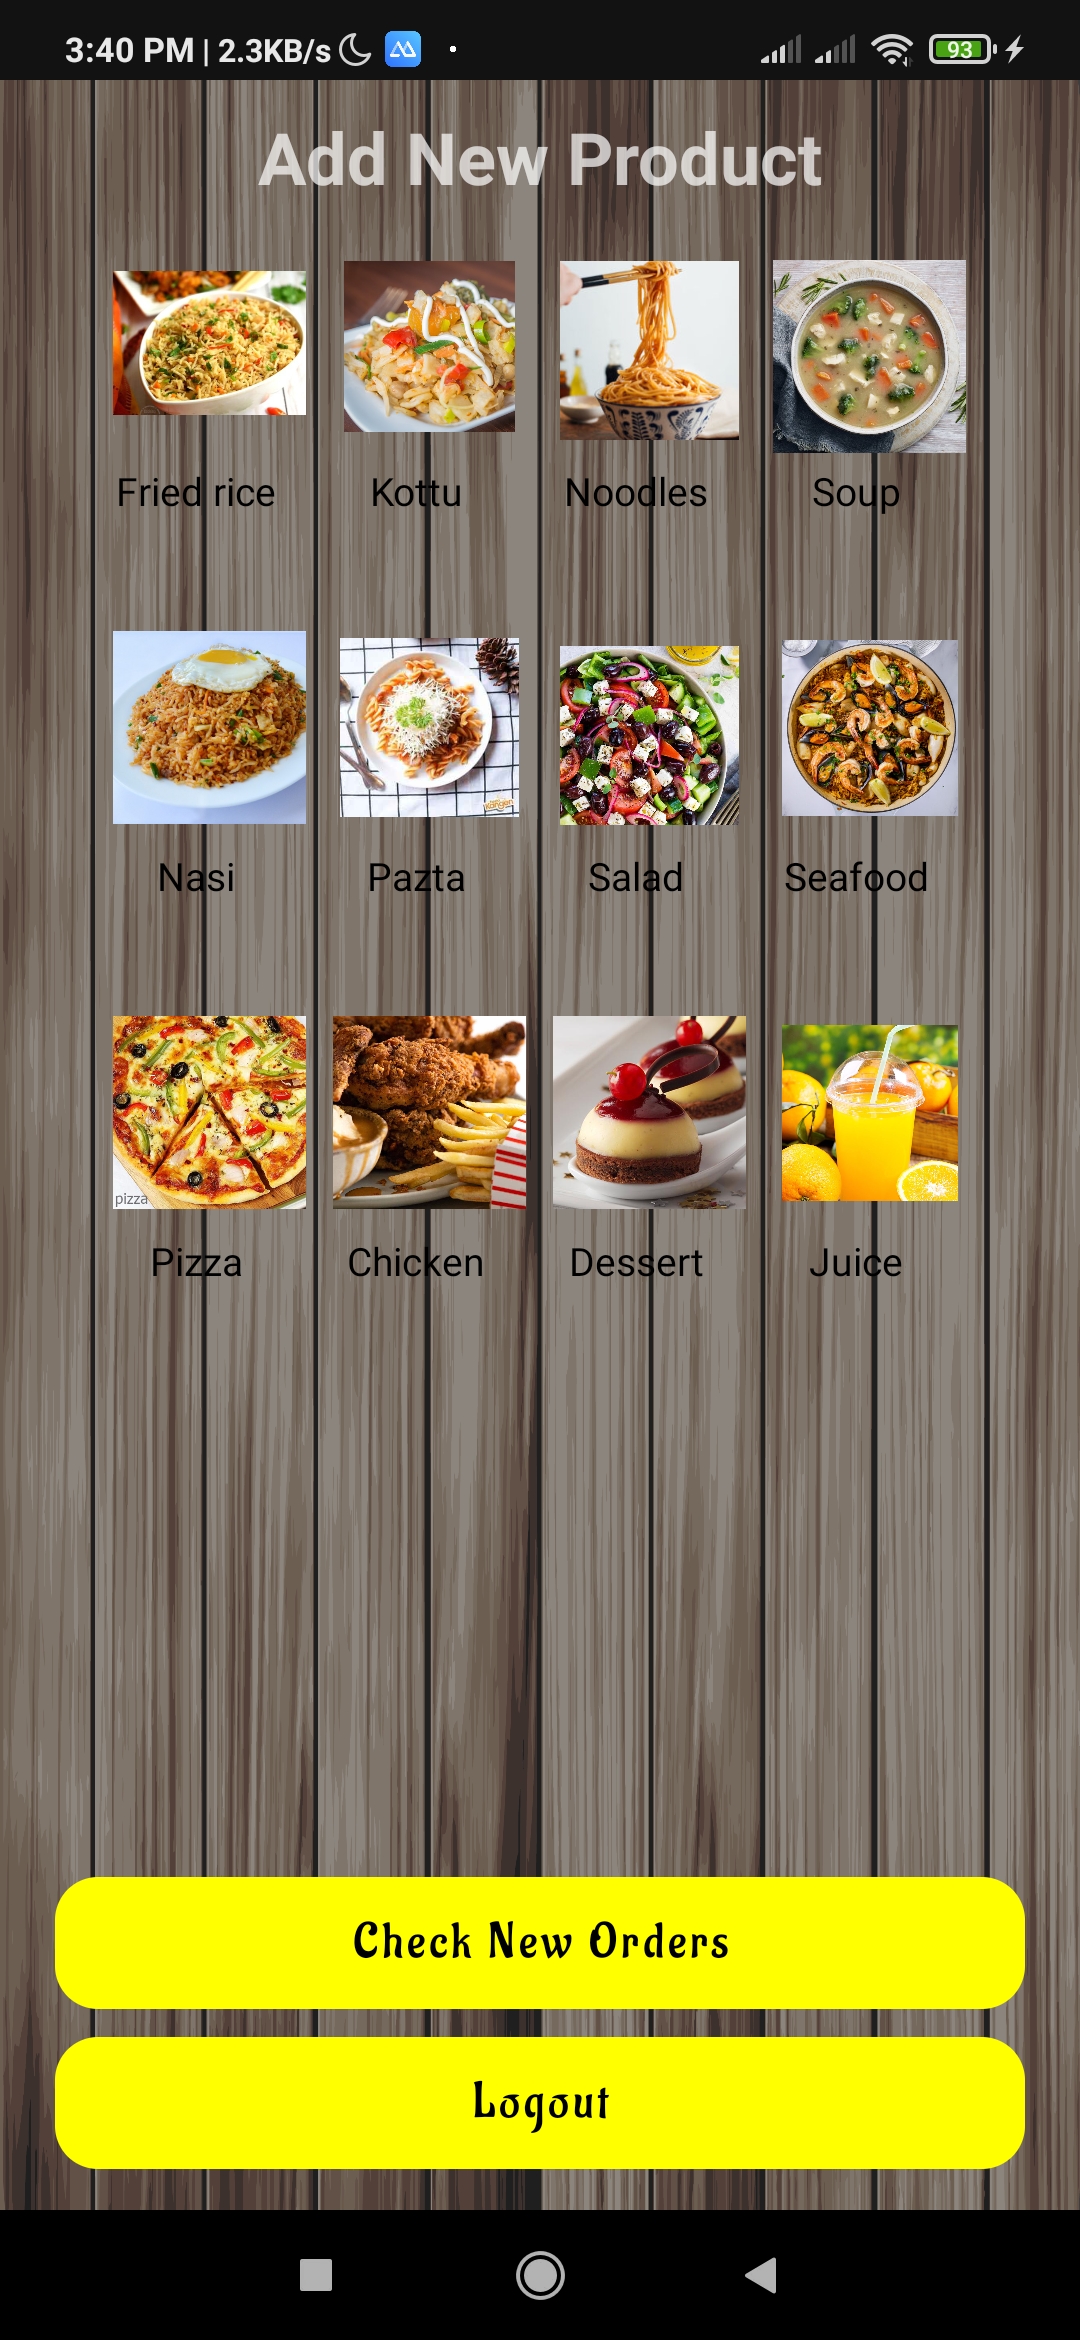 3:40 PM | 2.3KB/s 93
Add New Product
Fried rice Kottu Noodles Soup
Nasi Pazta Salad Seafood
pizza
Pizza Chicken Dessert Juice
Check New Orders
Logout